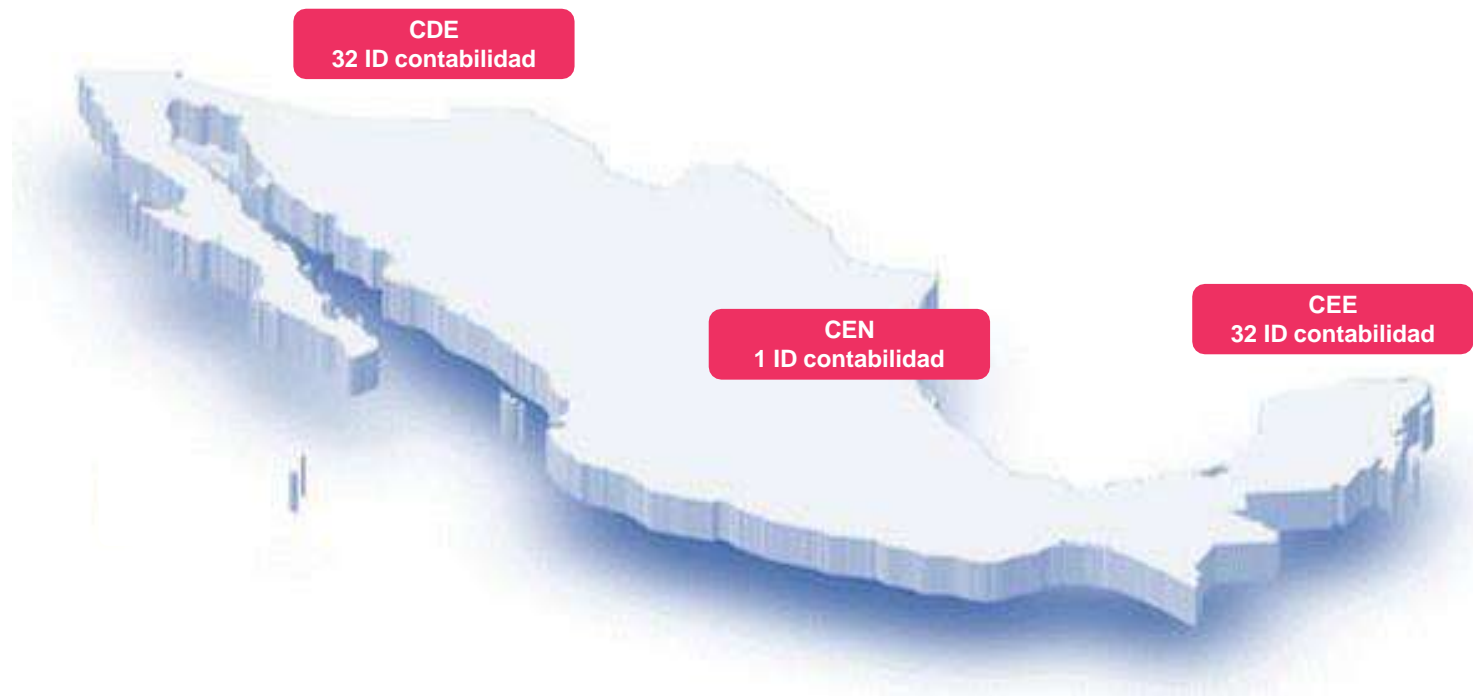 CDE
32 ID contabilidad
CEN
1 ID contabilidad
CEE
32 ID contabilidad